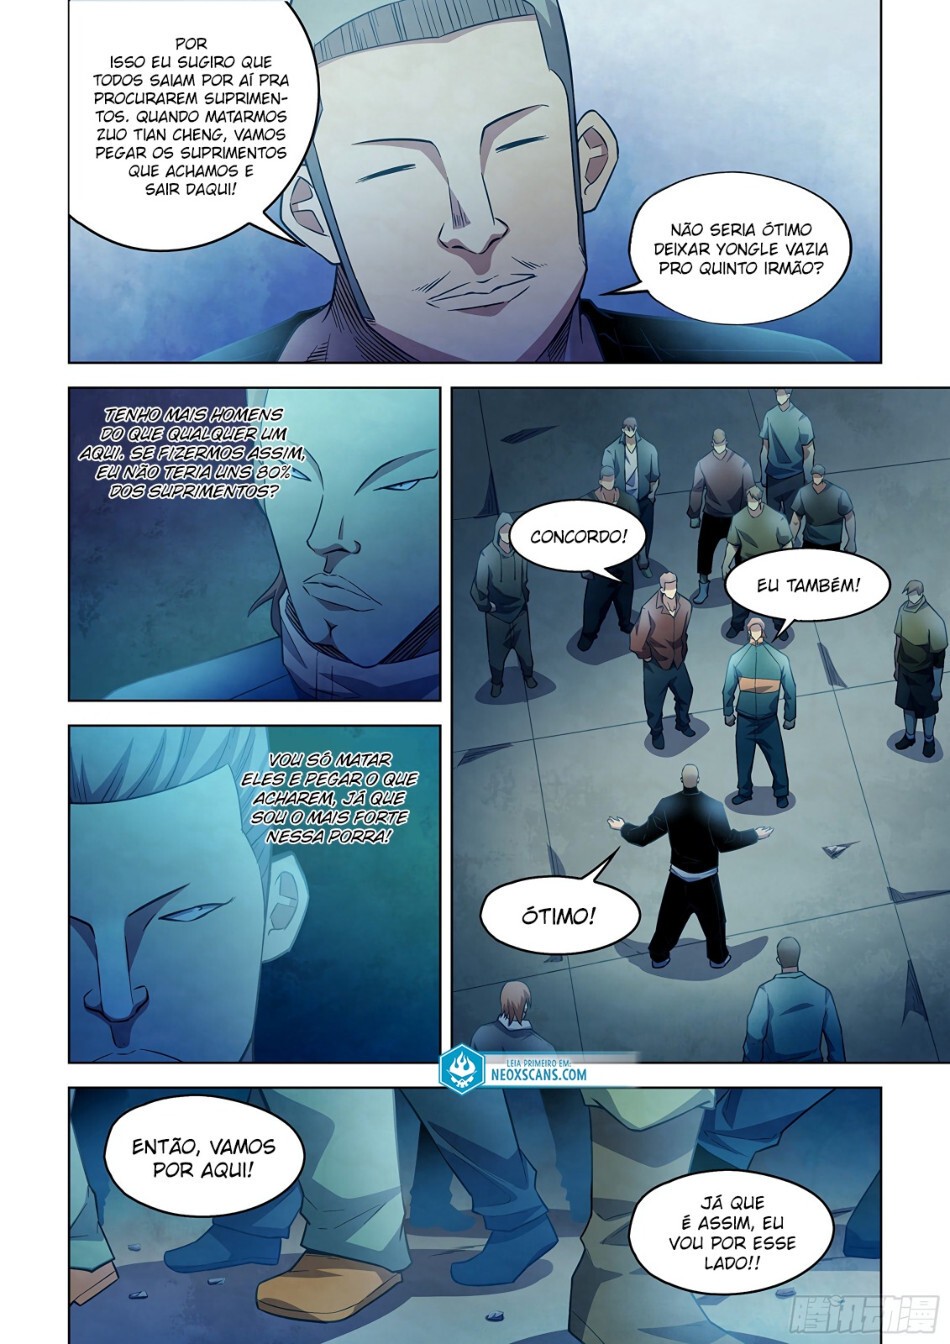 POR
ISSO EU SUGIRO QUE
TODOS SAIAM POR AÍ PRA
PROCURAREM SUPRIMEN-
TOS. QUANDO MATARMOS
ZUO TIAN CHENG, VAMOS
PEGAR OS SUPRIMENTOS
QUE ACHAMOS E
SAIR DAQUI!
NÃO SERIA ÓTIMO
DEIXAR YONGLE VAZIA
PRO QUINTO IRMÃO?
TENHO MAIS HOMENS
DO QUE QUALQUER UM
AQUI. SE FIZERMOS ASSIM,
EU NÃO TERIA UNS 80%
DOS SUPRIMENTOS?
CONCORDO!
EU TAMBÉM!
VOU SÓ MATAR
ELES E PEGAR O QUE
ACHAREM, JÁ QUE
SOU O MAIS FORTE
NESSA PORRA!
ÓTIMO!
LEIA PRIMEIRO EM:
NEOXSCANS.COM
ENTÃO, VAMOS
POR AQUI!
JÁ QUE
É ASSIM, EU
VOU POR ESSE
LADO!!
腾讯动漫